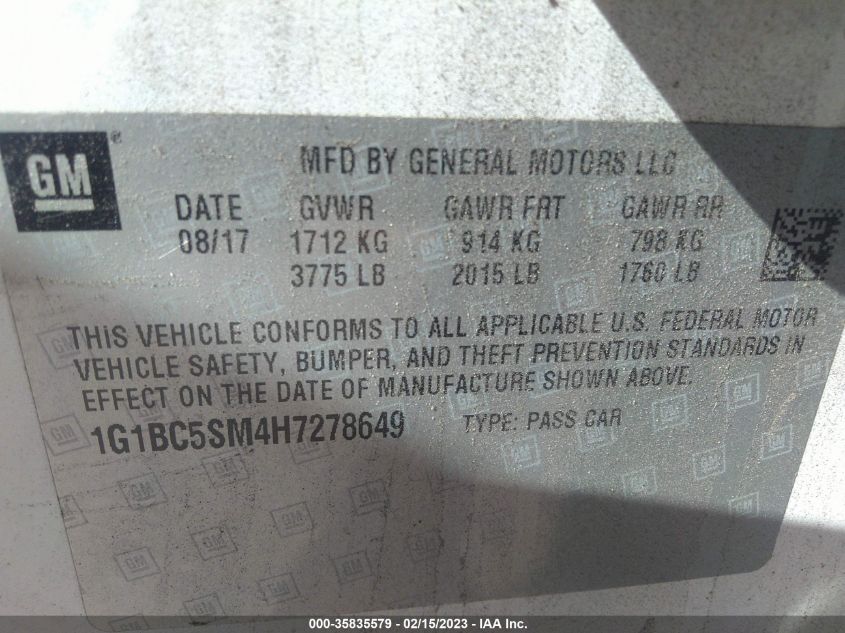 GM ®
MFD BY GENERAL MOTORS LLC
DATE GVWR GAWR FRT GAWR RR
08/17 1712 KG 914 KG 798 KG
3775 LB 2015 LB 1760 LB
THIS VEHICLE CONFORMS TO ALL APPLICABLE U.S. FEDERAL MOTOR
VEHICLE SAFETY, BUMPER, AND THEFT PREVENTION STANDARDS IN
EFFECT ON THE DATE OF MANUFACTURE SHOWN ABOVE.
1G1BC5SM4H7278649 TYPE: PASS CAR
000-35835579 - 02/15/2023 - IAA Inc.